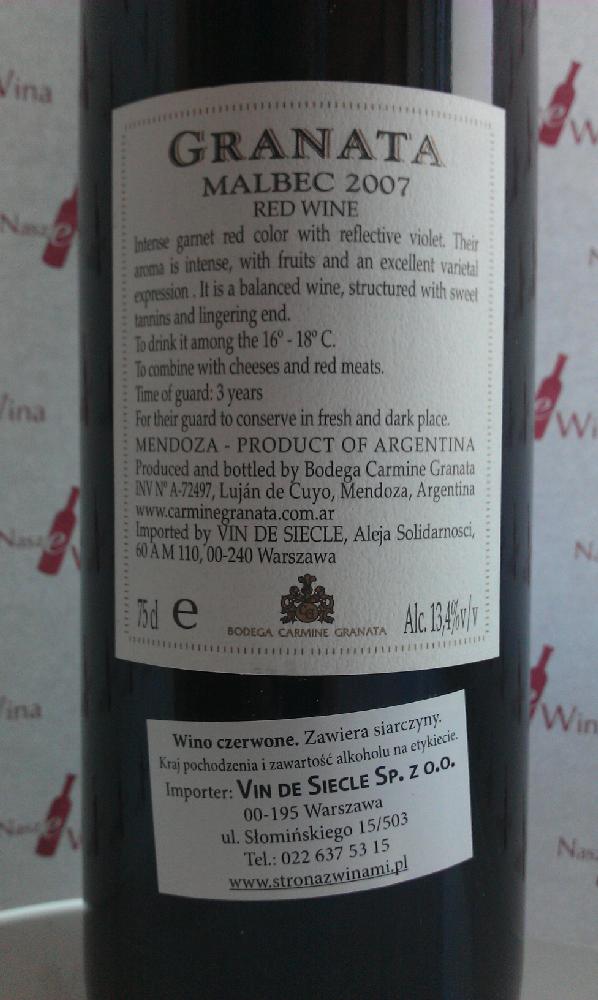 GRANATA
MALBEC 2007
RED WINE
Intense garnet red color with reflective violet. Their
aroma is intense, with fruits and an excellent varietal
expression . It is a balanced wine, structured with sweet
tannins and lingering end.
To drink it among the 16º - 18º C.
To combine with cheeses and red meats.
Time of guard: 3 years
For their guard to conserve in fresh and dark place.
MENDOZA - PRODUCT OF ARGENTINA
Produced and bottled by Bodega Carmine Granata
INV Nº A-72497, Luján de Cuyo, Mendoza, Argentina
www.carminegranata.com.ar
Imported by VIN DE SIECLE, Aleja Solidarnosci,
60 A M 110, 00-240 Warszawa
75cl e
BODEGA CARMINE GRANATA
Alc. 13,4%v/v
Wino czerwone. Zawiera siarczyny.
Kraj pochodzenia i zawartość alkoholu na etykiecie.
Importer: VIN DE SIECLE SP. Z O.O.
00-195 Warszawa
ul. Słomińskiego 15/503
Tel.: 022 637 53 15
www.stronazwinami.pl